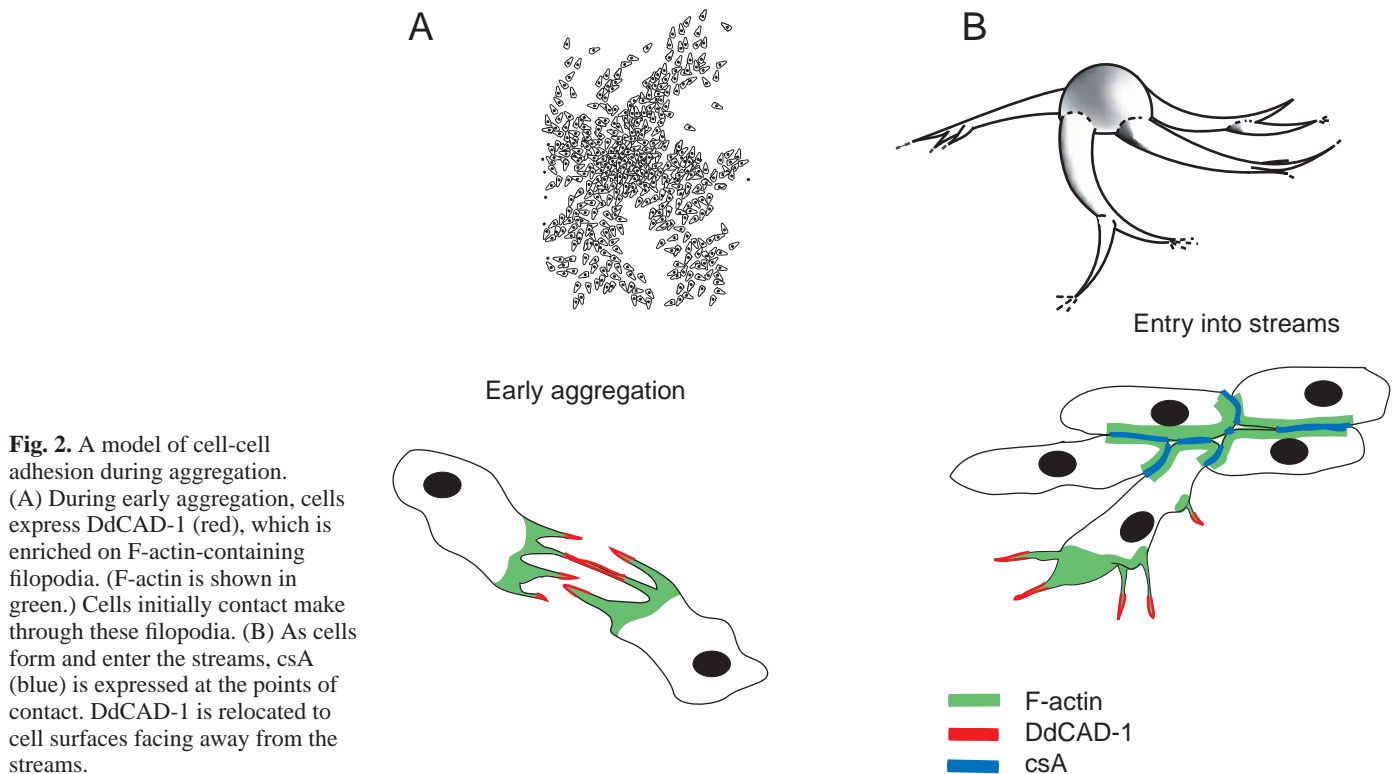 A
B
Entry into streams
Early aggregation
Fig. 2. A model of cell-cell
adhesion during aggregation.
(A) During early aggregation, cells
express DdCAD-1 (red), which is
enriched on F-actin-containing
filopodia. (F-actin is shown in
green.) Cells initially contact make
through these filopodia. (B) As cells
form and enter the streams, csA
(blue) is expressed at the points of
contact. DdCAD-1 is relocated to
cell surfaces facing away from the
streams.
F-actin
DdCAD-1
csA